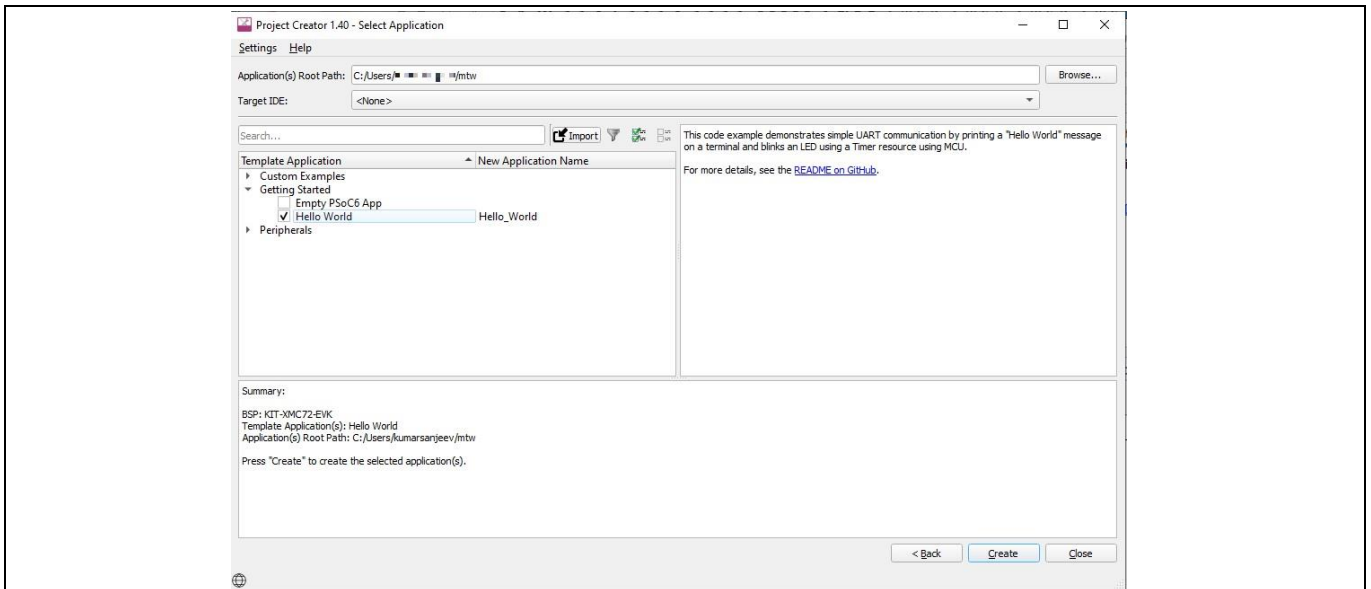 Project Creator 1.40 - Select Application
Settings Help
Application(s) Root Path: C:/Users/ /mtw Browse...
Target IDE: <None>
Search... Import
Template Application New Application Name
Custom Examples
Getting Started
Empty PSoC6 App
Hello World Hello_World
Peripherals
This code example demonstrates simple UART communication by printing a "Hello World" message
on a terminal and blinks an LED using a Timer resource using MCU.
For more details, see the README on GitHub.
Summary:
BSP: KIT-XMC72-EVK
Template Application(s): Hello World
Application(s) Root Path: C:/Users/kumarsanjeev/mtw
Press "Create" to create the selected application(s).
< Back Create Close